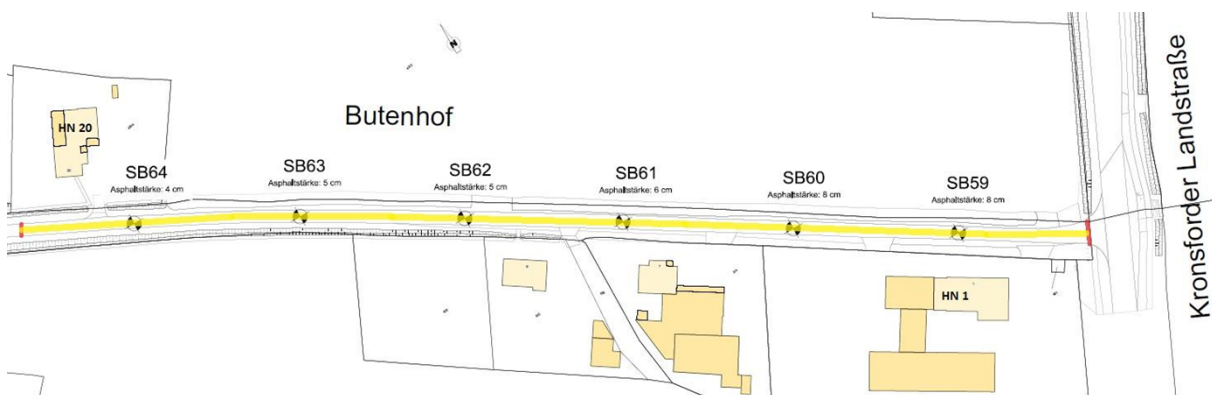 N
Butenhof
HN 20
SB64
Asphaltstärke: 4 cm
SB63
Asphaltstärke: 5 cm
SB62
Asphaltstärke: 5 cm
SB61
Asphaltstärke: 6 cm
SB60
Asphaltstärke: 8 cm
SB59
Asphaltstärke: 8 cm
HN 1
Kronsforder Landstraße